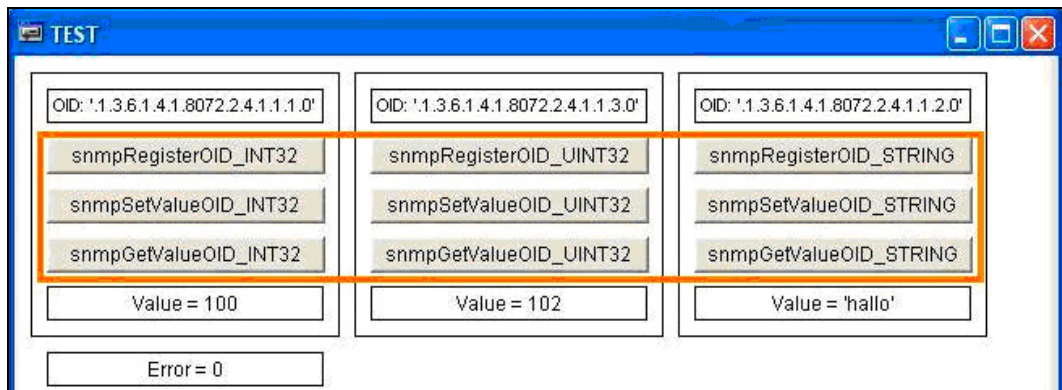 TEST
OID: '.1.3.6.1.4.1.8072.2.4.1.1.1.0'
snmpRegisterOID_INT32
snmpSetValueOID_INT32
snmpGetValueOID_INT32
Value = 100
OID: '.1.3.6.1.4.1.8072.2.4.1.1.3.0'
snmpRegisterOID_UINT32
snmpSetValueOID_UINT32
snmpGetValueOID_UINT32
Value = 102
OID: '.1.3.6.1.4.1.8072.2.4.1.1.2.0'
snmpRegisterOID_STRING
snmpSetValueOID_STRING
snmpGetValueOID_STRING
Value = 'hallo'
Error = 0